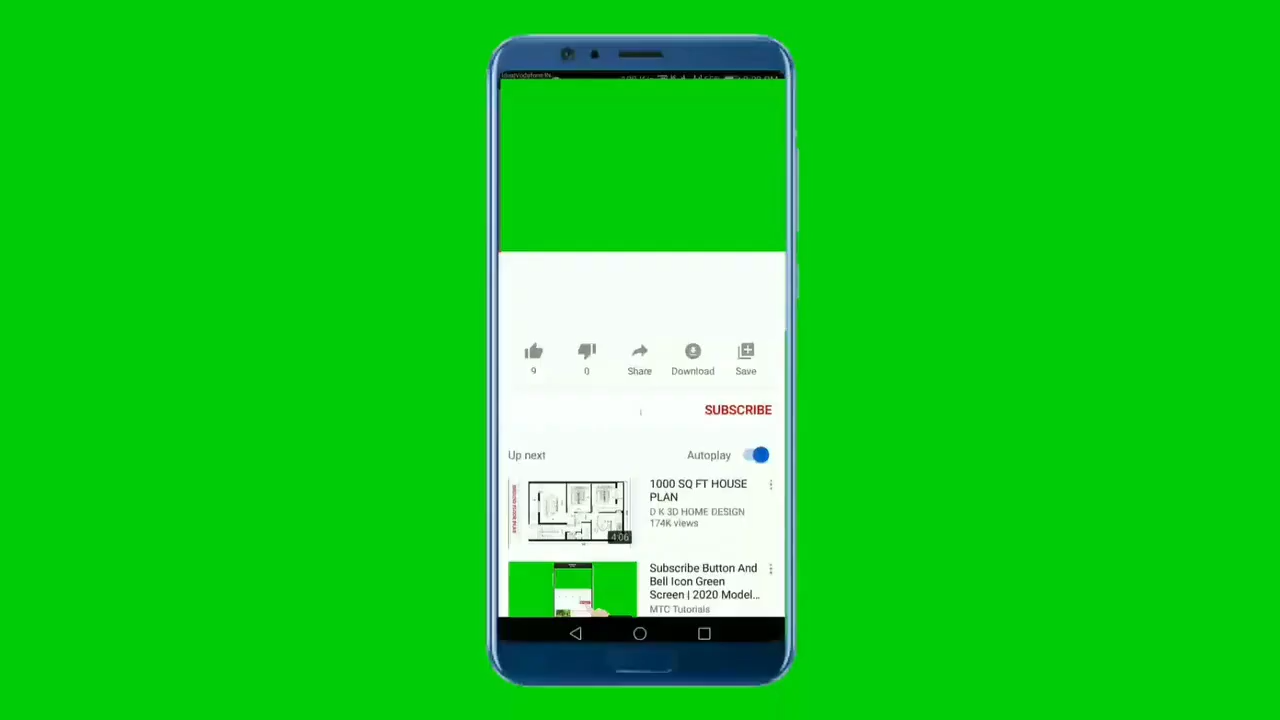 9
0
Share
Download
Save
SUBSCRIBE
Up next
Autoplay
1000 SQ FT HOUSE
PLAN
D K 3D HOME DESIGN
174K views
4:06
Subscribe Button And
Bell Icon Green
Screen | 2020 Model...
MTC Tutorials